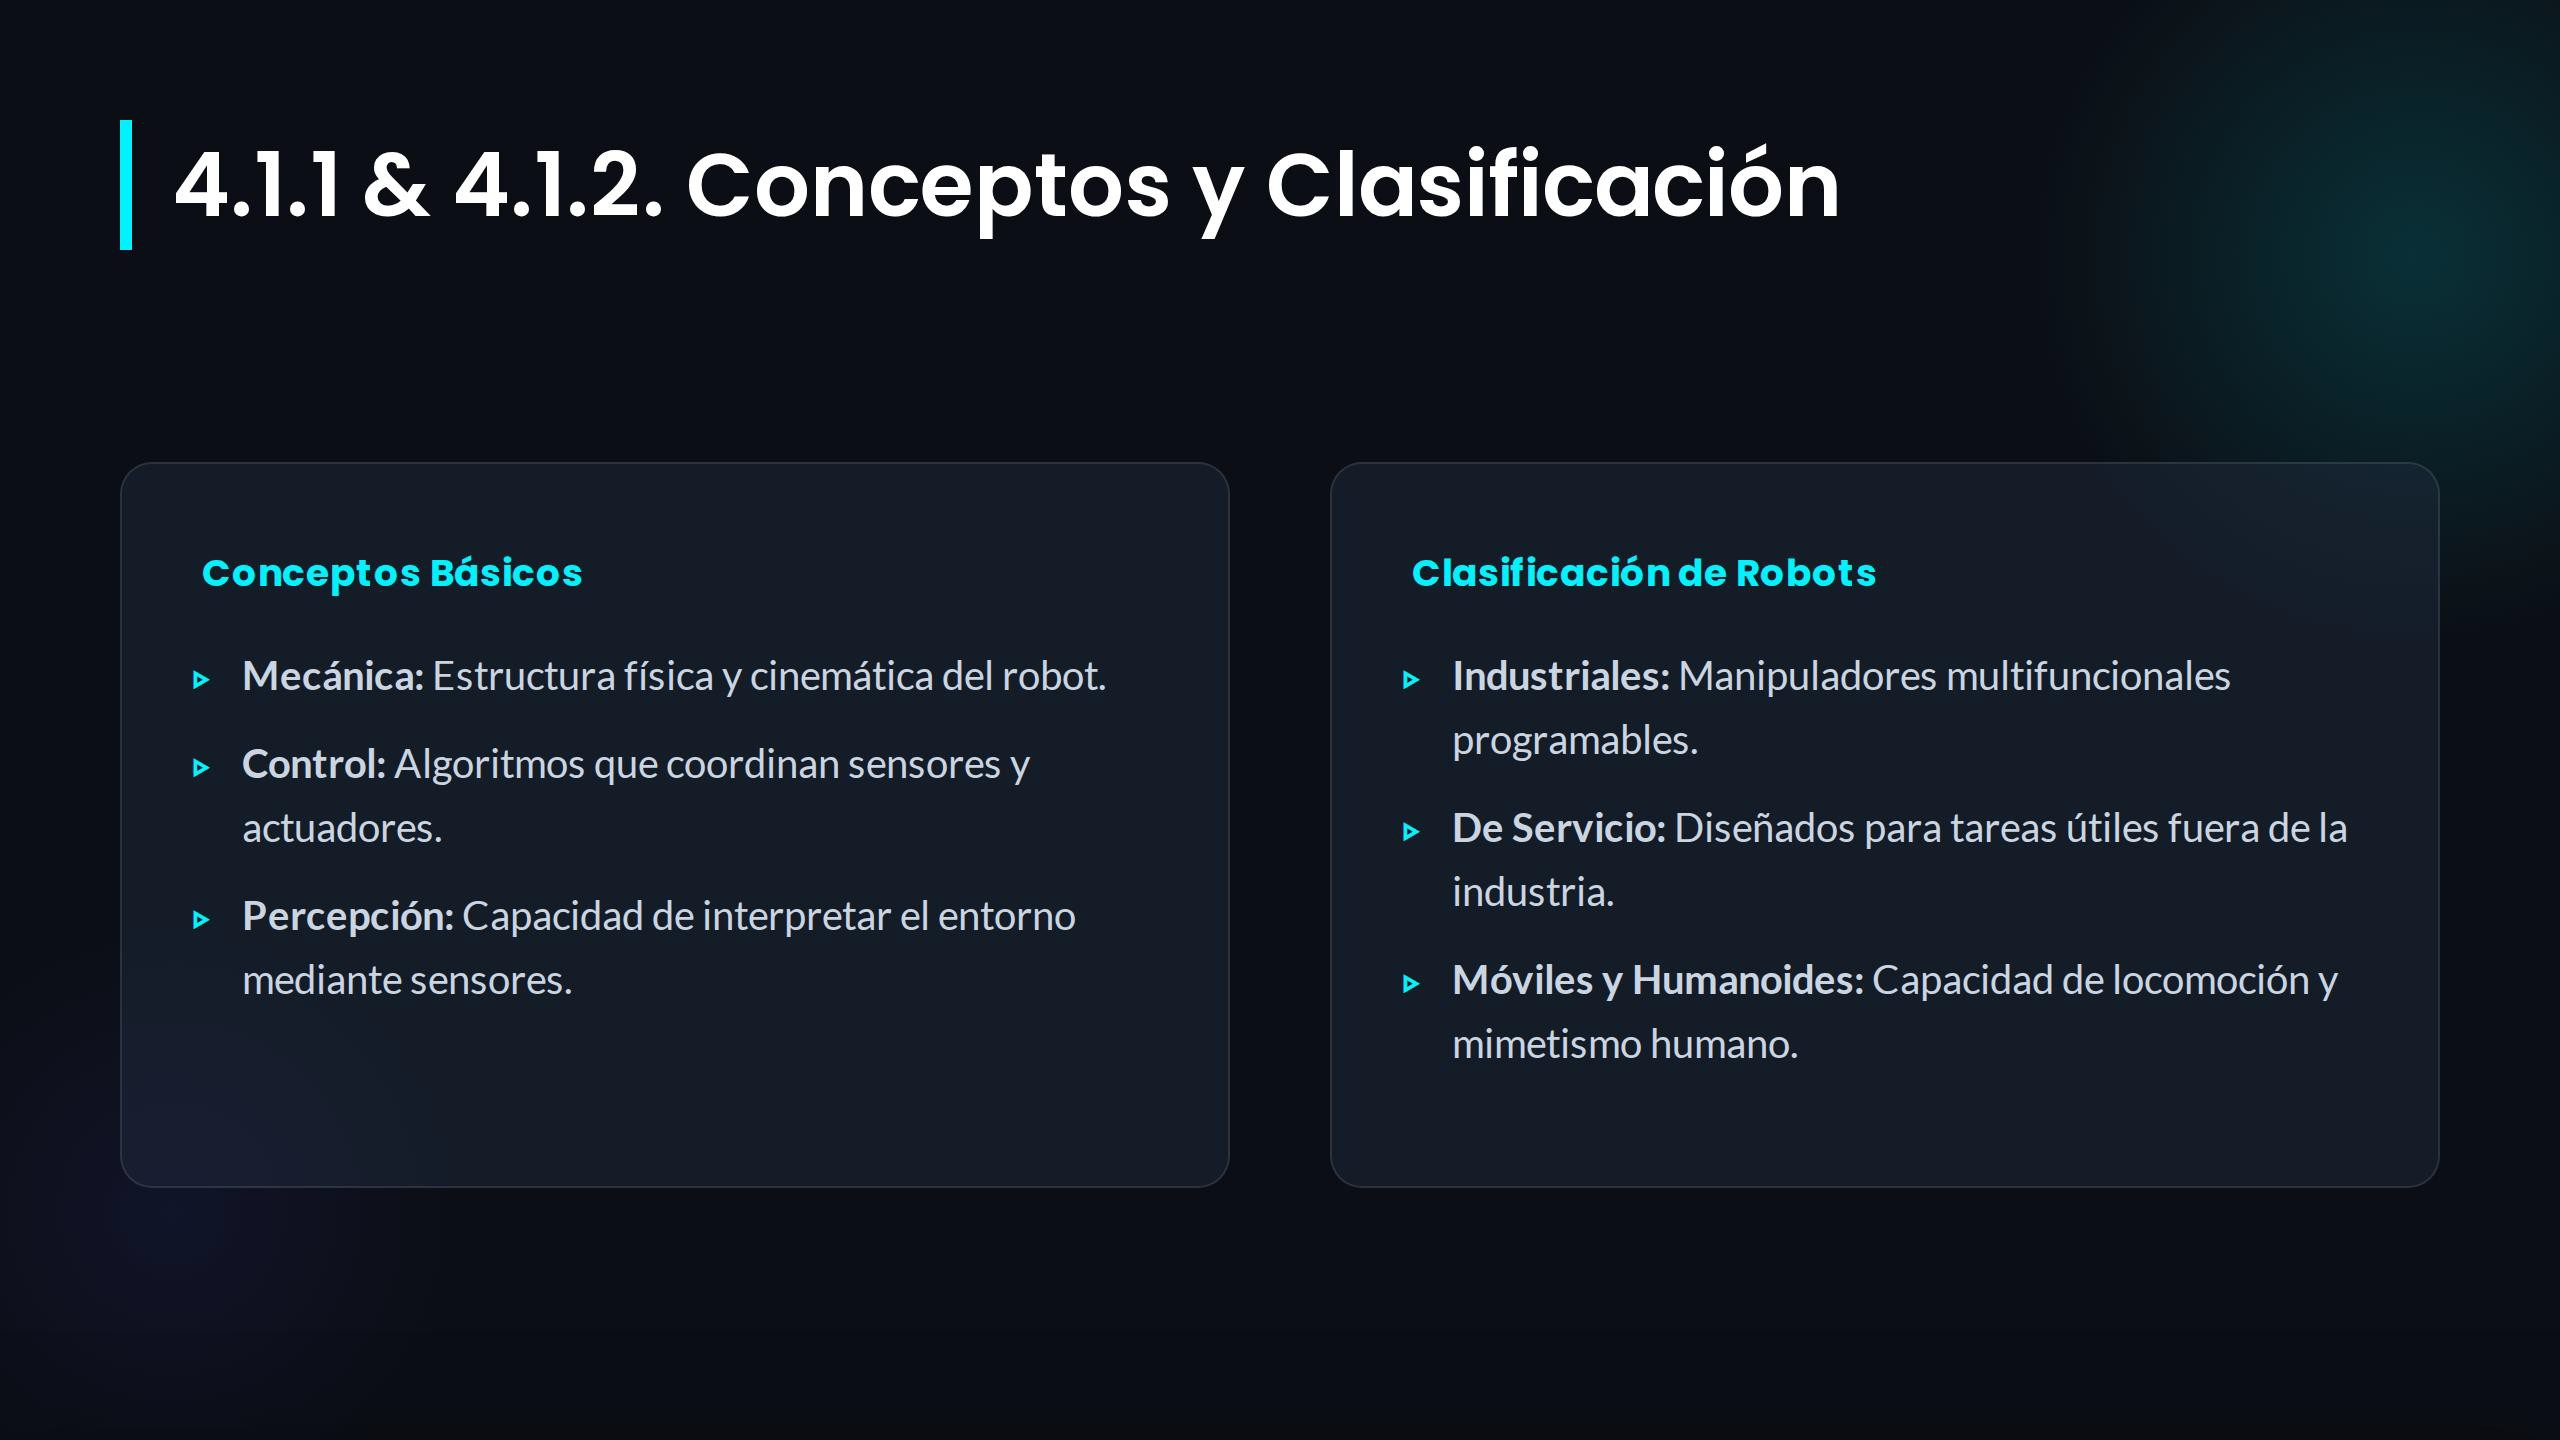 4.1.1 & 4.1.2. Conceptos y Clasificación
Conceptos Básicos
▹ Mecánica: Estructura física y cinemática del robot.
▹ Control: Algoritmos que coordinan sensores y
actuadores.
▹ Percepción: Capacidad de interpretar el entorno
mediante sensores.
Clasificación de Robots
▹ Industriales: Manipuladores multifuncionales
programables.
▹ De Servicio: Diseñados para tareas útiles fuera de la
industria.
▹ Móviles y Humanoides: Capacidad de locomoción y
mimetismo humano.